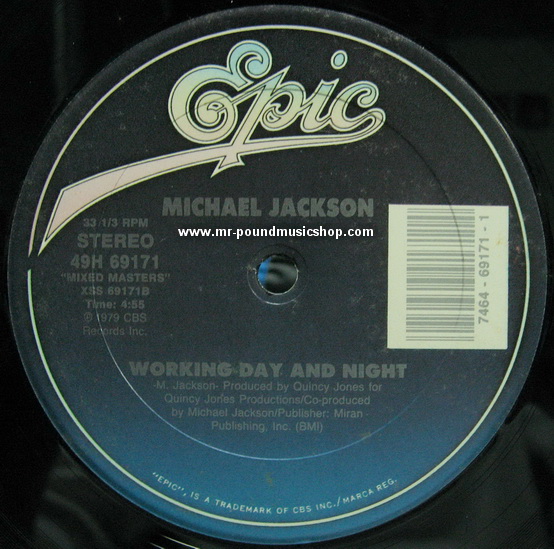 Epic
MICHAEL JACKSON
www.mr-poundmusicshop.com
33 1/3 RPM
STEREO
49H 69171
"MIXED MASTERS"
XSS 69171B
Time: 4:55
℗ 1979 CBS
Records Inc.
7464-69171-1
WORKING DAY AND NIGHT
-M. Jackson- Produced by Quincy Jones for
Quincy Jones Productions/Co-produced
by Michael Jackson/Publisher: Miran
Publishing, Inc. (BMI)
"EPIC", IS A TRADEMARK OF CBS INC./MARCA REG.